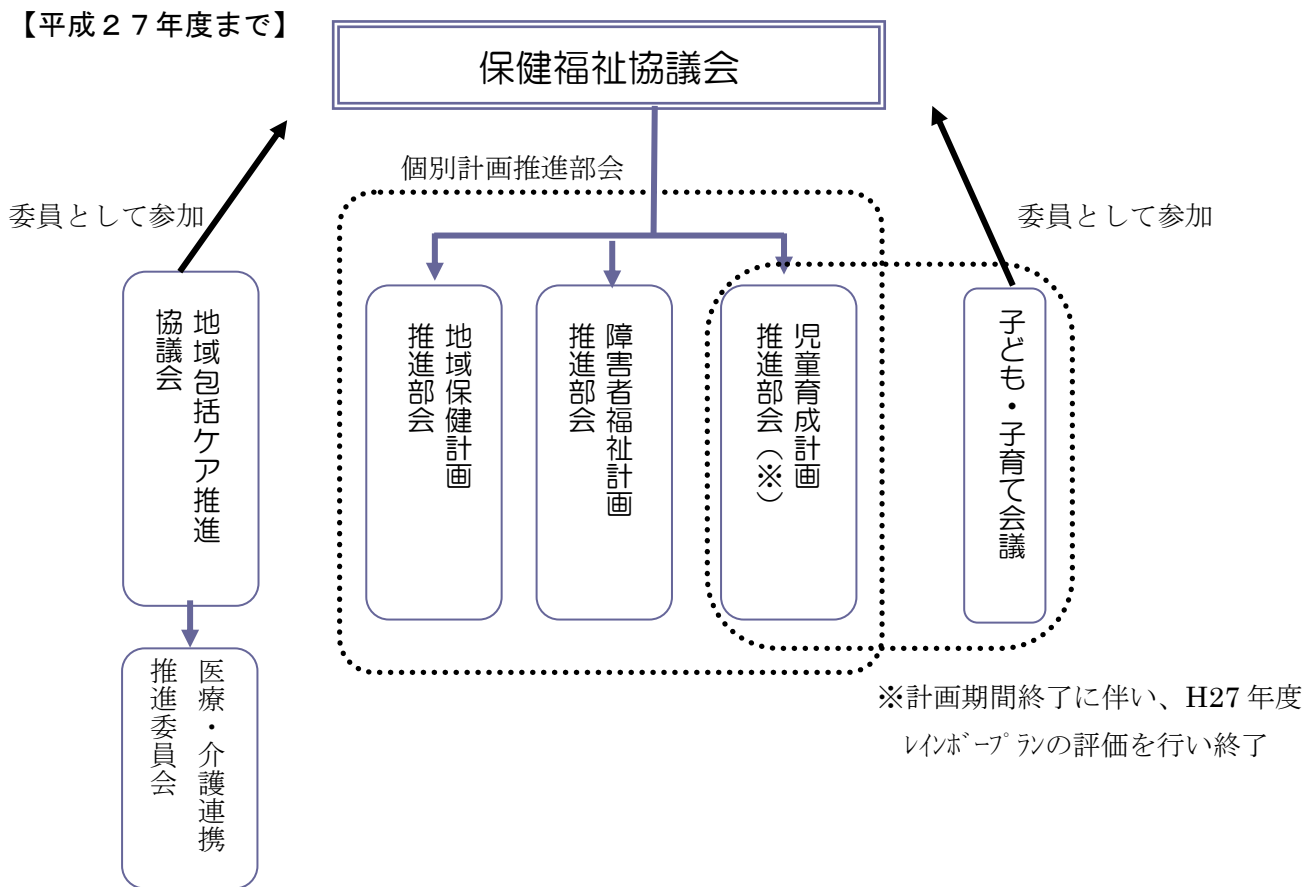 【平成２７年度まで】
保健福祉協議会
個別計画推進部会
委員として参加
委員として参加
地域包括ケア推進
協議会
地域保健計画
推進部会
障害者福祉計画
推進部会
児童育成計画
推進部会（※）
子ども・子育て会議
医療・介護連携
推進委員会
※計画期間終了に伴い、H27 年度
ﾚｲﾝﾎﾞｰﾌﾟﾗﾝの評価を行い終了